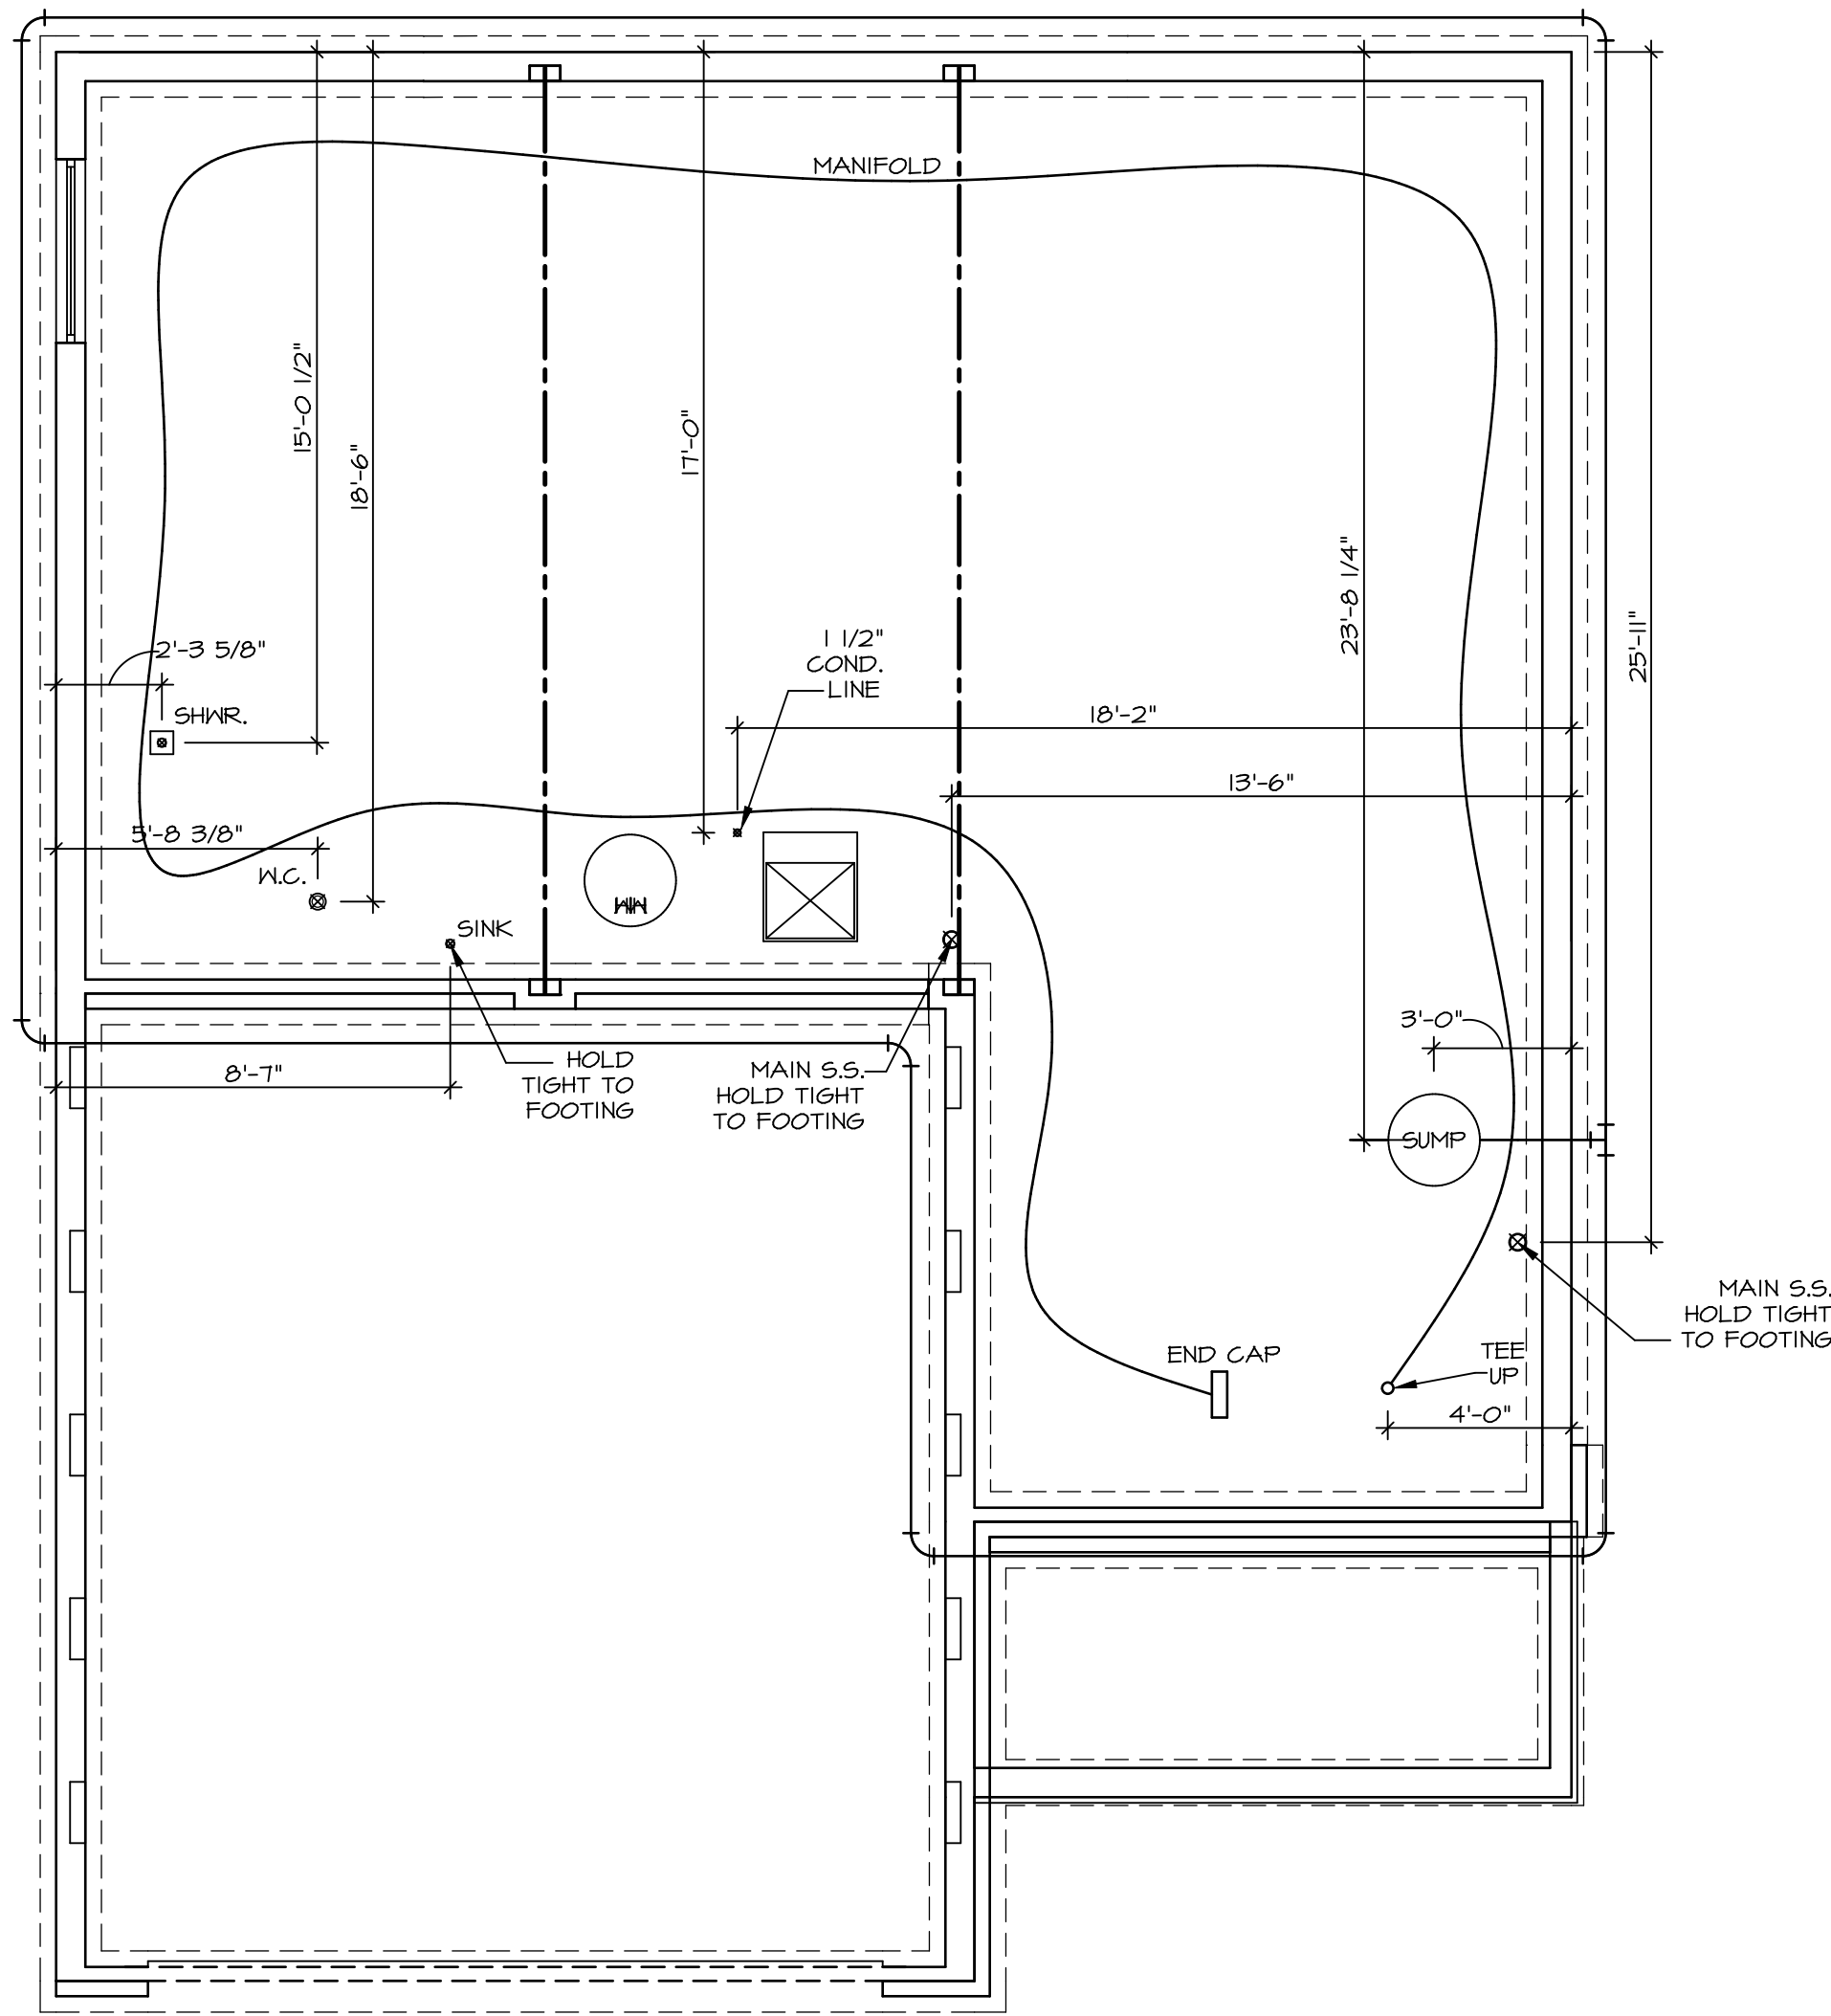 MANIFOLD
15'-0 1/2"
18'-6"
17'-0"
23'-8 1/4"
25'-11"
2'-3 5/8"
SHWR.
1 1/2"
COND.
LINE
18'-2"
13'-6"
5'-8 3/8"
W.C.
SINK
HOLD
TIGHT TO
FOOTING
8'-7"
MAIN S.S.
HOLD TIGHT
TO FOOTING
3'-0"
SUMP
MAIN S.S.
HOLD TIGHT
TO FOOTING
END CAP
TEE
UP
4'-0"